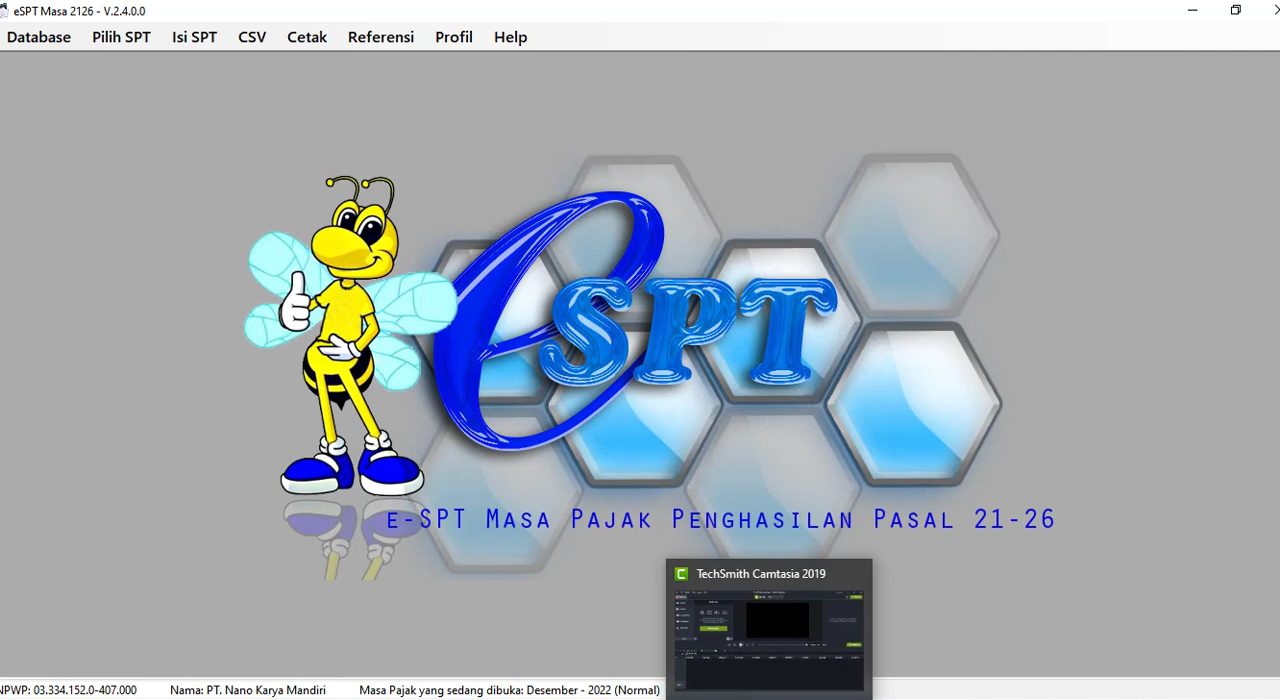 eSPT Masa 2126 - V.2.4.0.0
Database Pilih SPT Isi SPT CSV Cetak Referensi Profil Help
eSPT
e-SPT Masa Pajak Penghasilan Pasal 21-26
TechSmith Camtasia 2019
NPWP: 03.334.152.0-407.000 Nama: PT. Nano Karya Mandiri Masa Pajak yang sedang dibuka: Desember - 2022 (Normal)